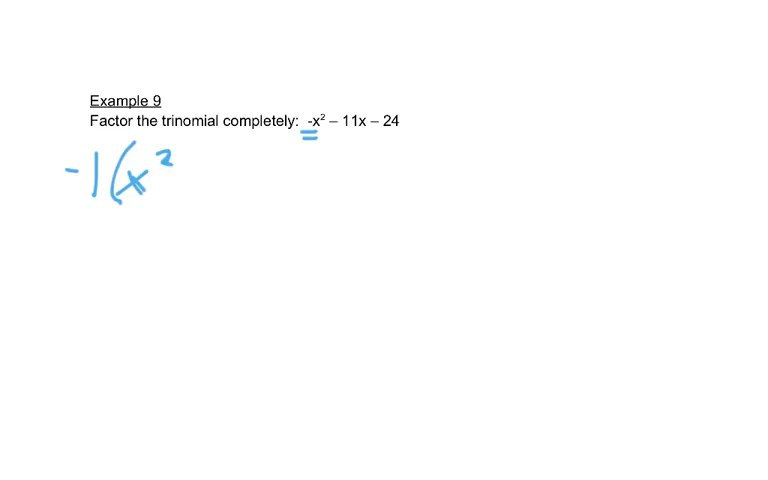 Example 9
Factor the trinomial completely: -x² – 11x – 24
-1(x²